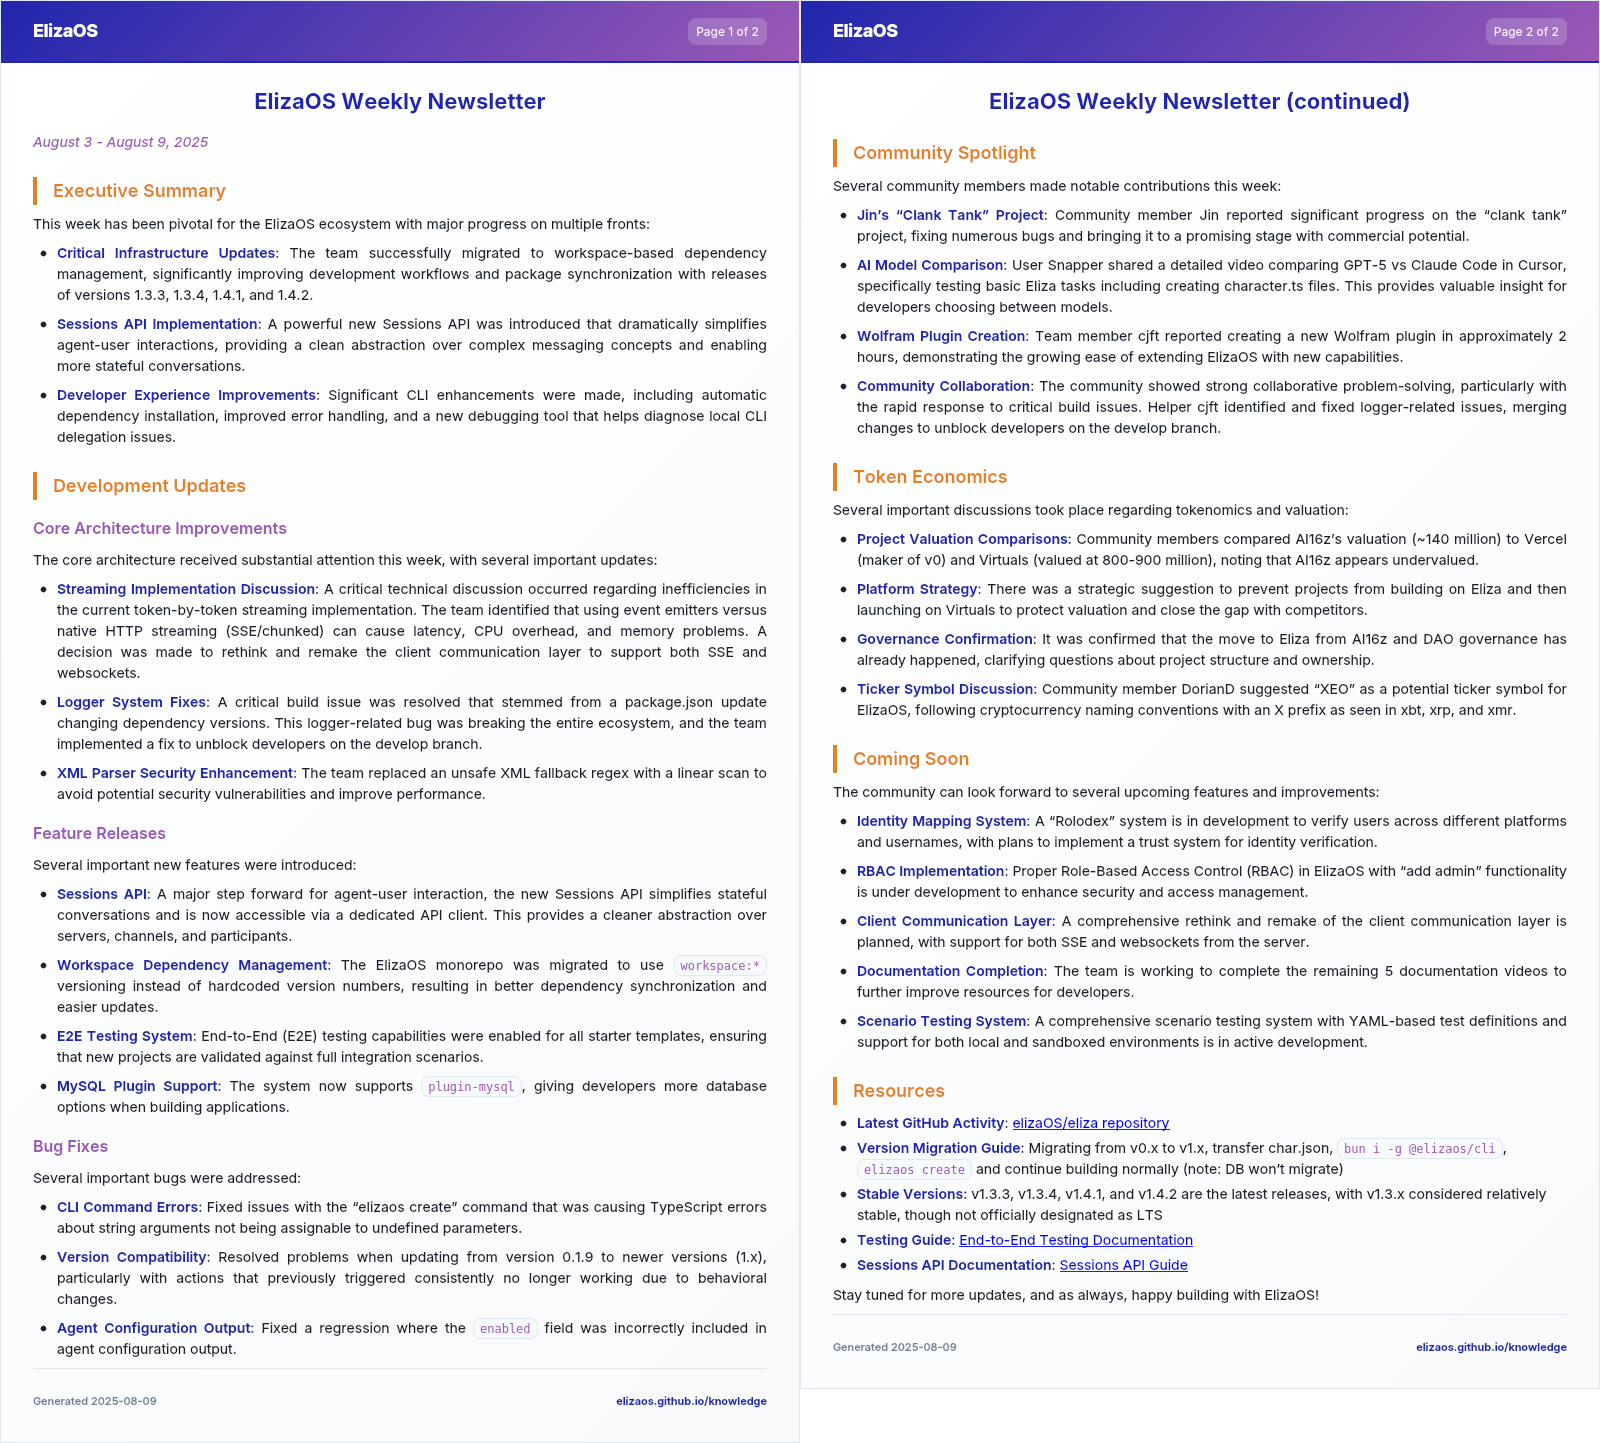 ElizaOS
Page 1 of 2
ElizaOS Weekly Newsletter
August 3 - August 9, 2025
Executive Summary
This week has been pivotal for the ElizaOS ecosystem with major progress on multiple fronts:
• Critical Infrastructure Updates: The team successfully migrated to workspace-based dependency
management, significantly improving development workflows and package synchronization with releases
of versions 1.3.3, 1.3.4, 1.4.1, and 1.4.2.
• Sessions API Implementation: A powerful new Sessions API was introduced that dramatically simplifies
agent-user interactions, providing a clean abstraction over complex messaging concepts and enabling
more stateful conversations.
• Developer Experience Improvements: Significant CLI enhancements were made, including automatic
dependency installation, improved error handling, and a new debugging tool that helps diagnose local CLI
delegation issues.
Development Updates
Core Architecture Improvements
The core architecture received substantial attention this week, with several important updates:
• Streaming Implementation Discussion: A critical technical discussion occurred regarding inefficiencies in
the current token-by-token streaming implementation. The team identified that using event emitters versus
native HTTP streaming (SSE/chunked) can cause latency, CPU overhead, and memory problems. A
decision was made to rethink and remake the client communication layer to support both SSE and
websockets.
• Logger System Fixes: A critical build issue was resolved that stemmed from a package.json update
changing dependency versions. This logger-related bug was breaking the entire ecosystem, and the team
implemented a fix to unblock developers on the develop branch.
• XML Parser Security Enhancement: The team replaced an unsafe XML fallback regex with a linear scan to
avoid potential security vulnerabilities and improve performance.
Feature Releases
Several important new features were introduced:
• Sessions API: A major step forward for agent-user interaction, the new Sessions API simplifies stateful
conversations and is now accessible via a dedicated API client. This provides a cleaner abstraction over
servers, channels, and participants.
• Workspace Dependency Management: The ElizaOS monorepo was migrated to use workspace:*
versioning instead of hardcoded version numbers, resulting in better dependency synchronization and
easier updates.
• E2E Testing System: End-to-End (E2E) testing capabilities were enabled for all starter templates, ensuring
that new projects are validated against full integration scenarios.
• MySQL Plugin Support: The system now supports plugin-mysql, giving developers more database
options when building applications.
Bug Fixes
Several important bugs were addressed:
• CLI Command Errors: Fixed issues with the “elizaos create” command that was causing TypeScript errors
about string arguments not being assignable to undefined parameters.
• Version Compatibility: Resolved problems when updating from version 0.1.9 to newer versions (1.x),
particularly with actions that previously triggered consistently no longer working due to behavioral
changes.
• Agent Configuration Output: Fixed a regression where the enabled field was incorrectly included in
agent configuration output.
Generated 2025-08-09
elizaos.github.io/knowledge
ElizaOS
Page 2 of 2
ElizaOS Weekly Newsletter (continued)
Community Spotlight
Several community members made notable contributions this week:
• Jin’s “Clank Tank” Project: Community member Jin reported significant progress on the “clank tank”
project, fixing numerous bugs and bringing it to a promising stage with commercial potential.
• AI Model Comparison: User Snapper shared a detailed video comparing GPT-5 vs Claude Code in Cursor,
specifically testing basic Eliza tasks including creating character.ts files. This provides valuable insight for
developers choosing between models.
• Wolfram Plugin Creation: Team member cjft reported creating a new Wolfram plugin in approximately 2
hours, demonstrating the growing ease of extending ElizaOS with new capabilities.
• Community Collaboration: The community showed strong collaborative problem-solving, particularly with
the rapid response to critical build issues. Helper cjft identified and fixed logger-related issues, merging
changes to unblock developers on the develop branch.
Token Economics
Several important discussions took place regarding tokenomics and valuation:
• Project Valuation Comparisons: Community members compared AI16z’s valuation (~140 million) to Vercel
(maker of v0) and Virtuals (valued at 800-900 million), noting that AI16z appears undervalued.
• Platform Strategy: There was a strategic suggestion to prevent projects from building on Eliza and then
launching on Virtuals to protect valuation and close the gap with competitors.
• Governance Confirmation: It was confirmed that the move to Eliza from AI16z and DAO governance has
already happened, clarifying questions about project structure and ownership.
• Ticker Symbol Discussion: Community member DorianD suggested “XEO” as a potential ticker symbol for
ElizaOS, following cryptocurrency naming conventions with an X prefix as seen in xbt, xrp, and xmr.
Coming Soon
The community can look forward to several upcoming features and improvements:
• Identity Mapping System: A “Rolodex” system is in development to verify users across different platforms
and usernames, with plans to implement a trust system for identity verification.
• RBAC Implementation: Proper Role-Based Access Control (RBAC) in ElizaOS with “add admin” functionality
is under development to enhance security and access management.
• Client Communication Layer: A comprehensive rethink and remake of the client communication layer is
planned, with support for both SSE and websockets from the server.
• Documentation Completion: The team is working to complete the remaining 5 documentation videos to
further improve resources for developers.
• Scenario Testing System: A comprehensive scenario testing system with YAML-based test definitions and
support for both local and sandboxed environments is in active development.
Resources
• Latest GitHub Activity: elizaOS/eliza repository
• Version Migration Guide: Migrating from v0.x to v1.x, transfer char.json, bun i -g @elizaos/cli,
elizaos create and continue building normally (note: DB won’t migrate)
• Stable Versions: v1.3.3, v1.3.4, v1.4.1, and v1.4.2 are the latest releases, with v1.3.x considered relatively
stable, though not officially designated as LTS
• Testing Guide: End-to-End Testing Documentation
• Sessions API Documentation: Sessions API Guide
Stay tuned for more updates, and as always, happy building with ElizaOS!
Generated 2025-08-09
elizaos.github.io/knowledge